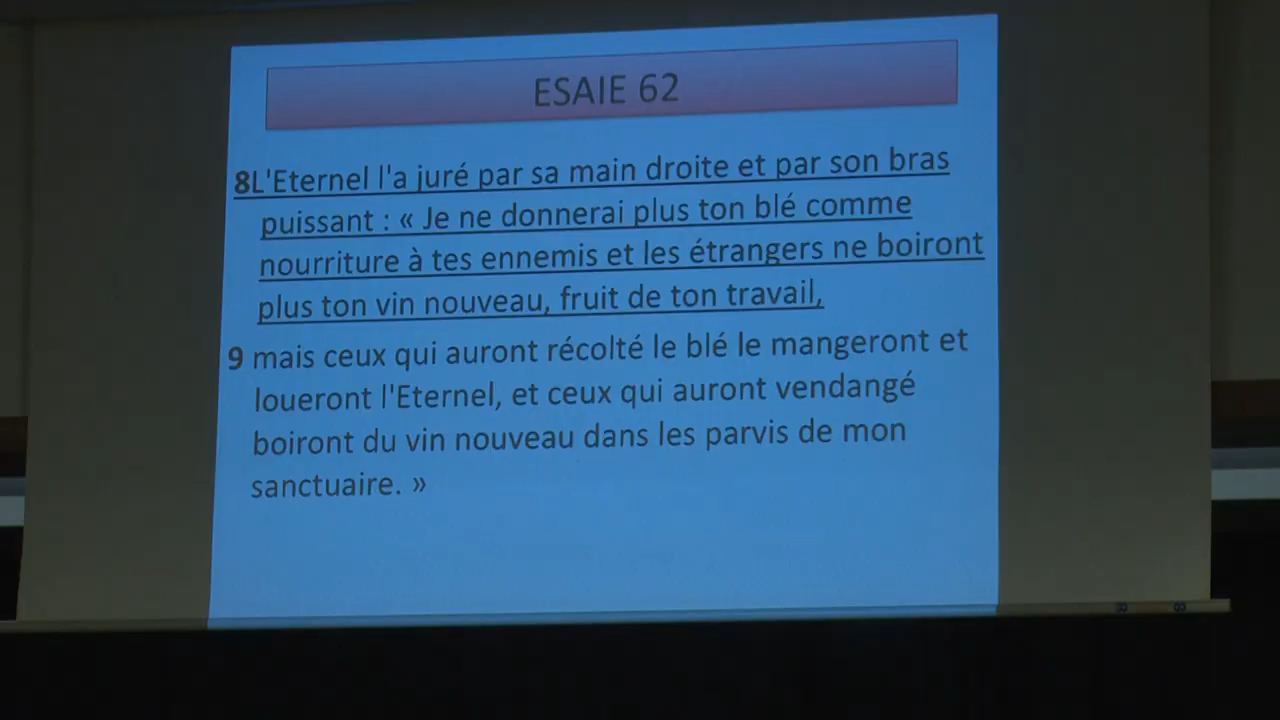 ESAIE 62
8L'Eternel l'a juré par sa main droite et par son bras
puissant : « Je ne donnerai plus ton blé comme
nourriture à tes ennemis et les étrangers ne boiront
plus ton vin nouveau, fruit de ton travail,
9 mais ceux qui auront récolté le blé le mangeront et
loueront l'Eternel, et ceux qui auront vendangé
boiront du vin nouveau dans les parvis de mon
sanctuaire. »